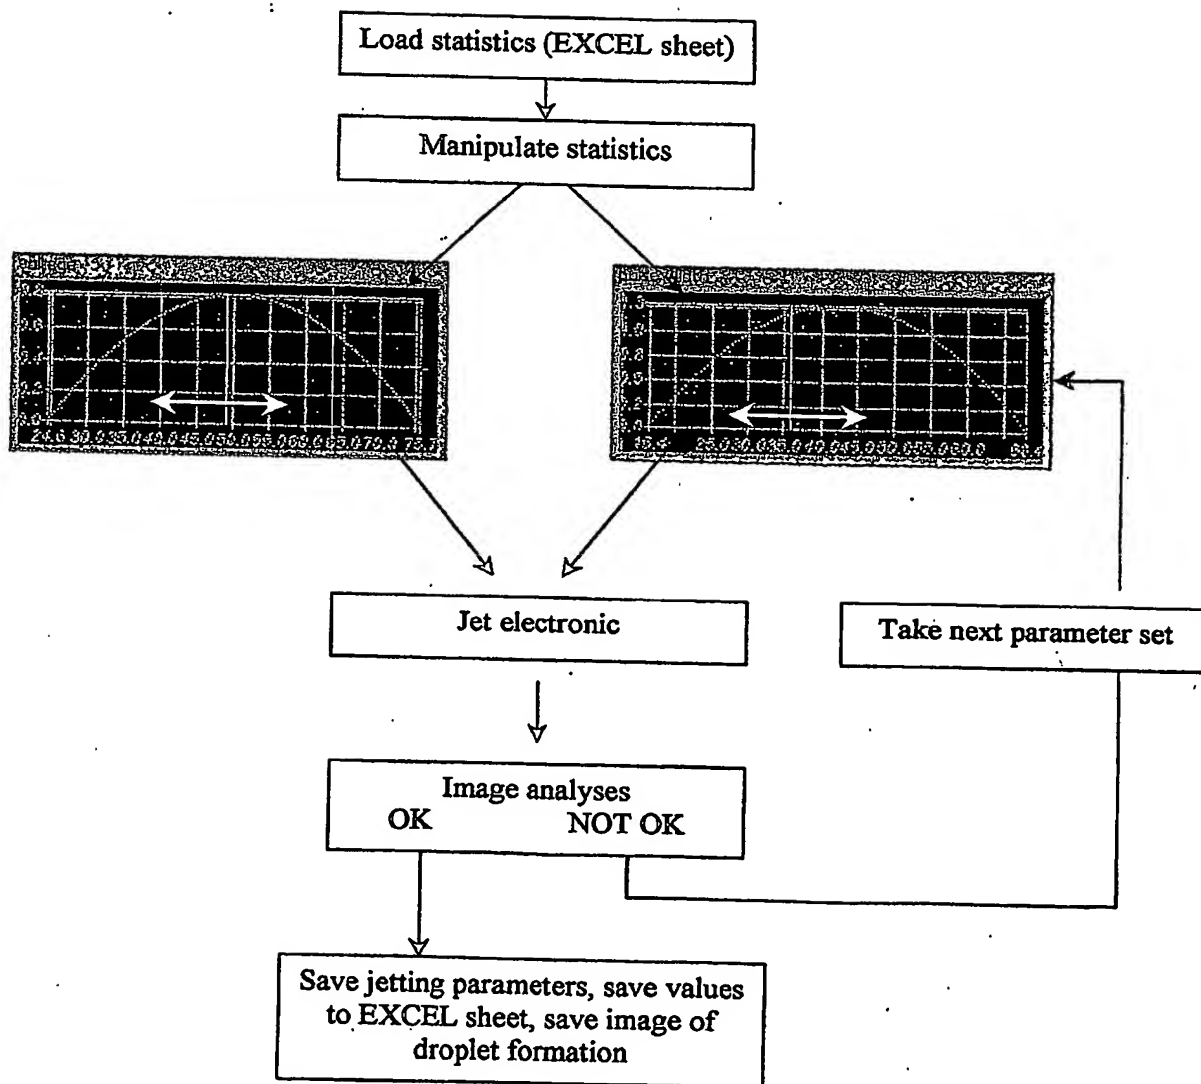 Load statistics (EXCEL sheet)
Manipulate statistics
Jet electronic
Take next parameter set
Image analyses
OK NOT OK
Save jetting parameters, save values
to EXCEL sheet, save image of
droplet formation